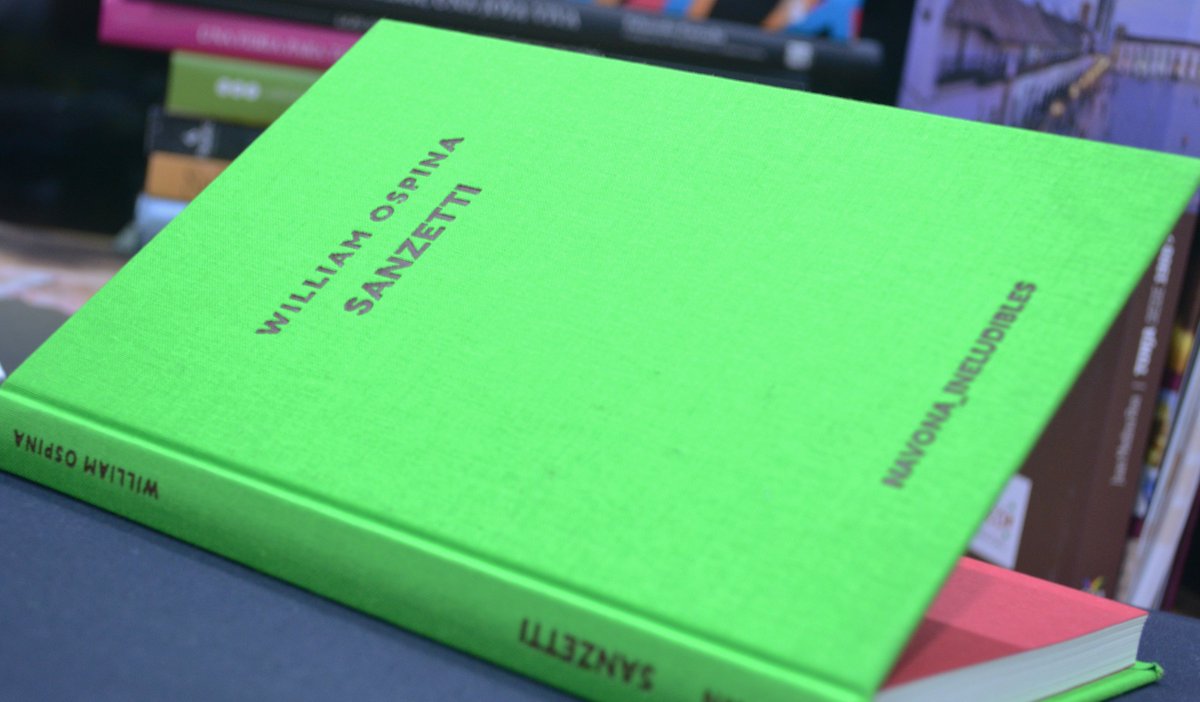 WILLIAM OSPINA
SANZETTI
NAVONA_INELUDIBLES
WILLIAM OSPINA
SANZETTI